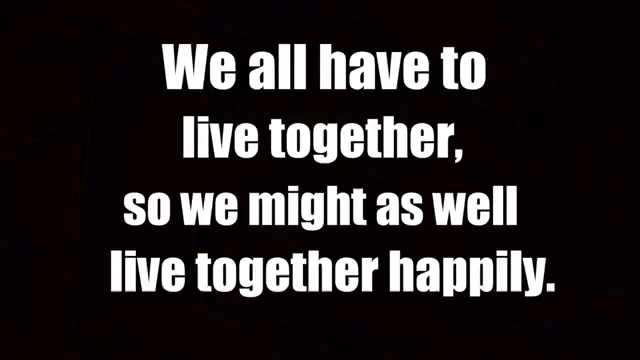 We all have to
live together,
so we might as well
live together happily.